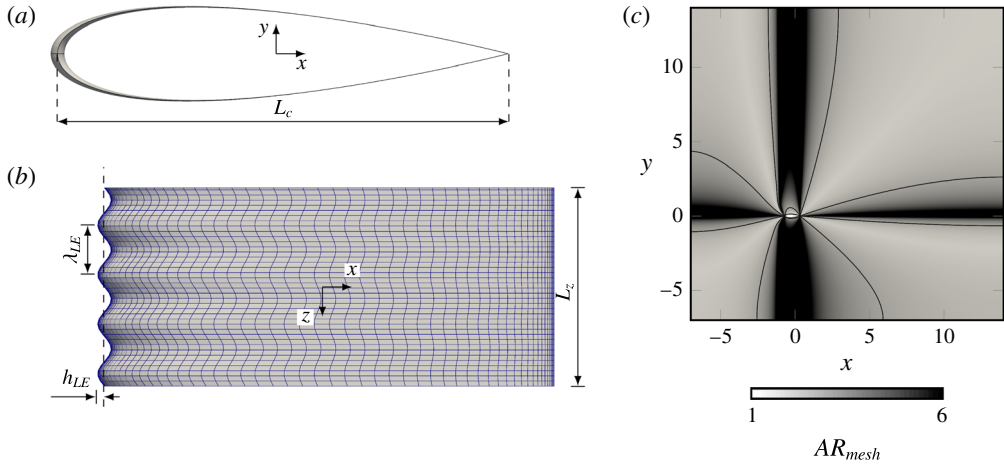 (a)
y
x
L_c
(b)
λ_LE
x
z
L_z
h_LE
(c)
10
5
y
0
−5
−5 0 5 10
x
1 6
AR_mesh